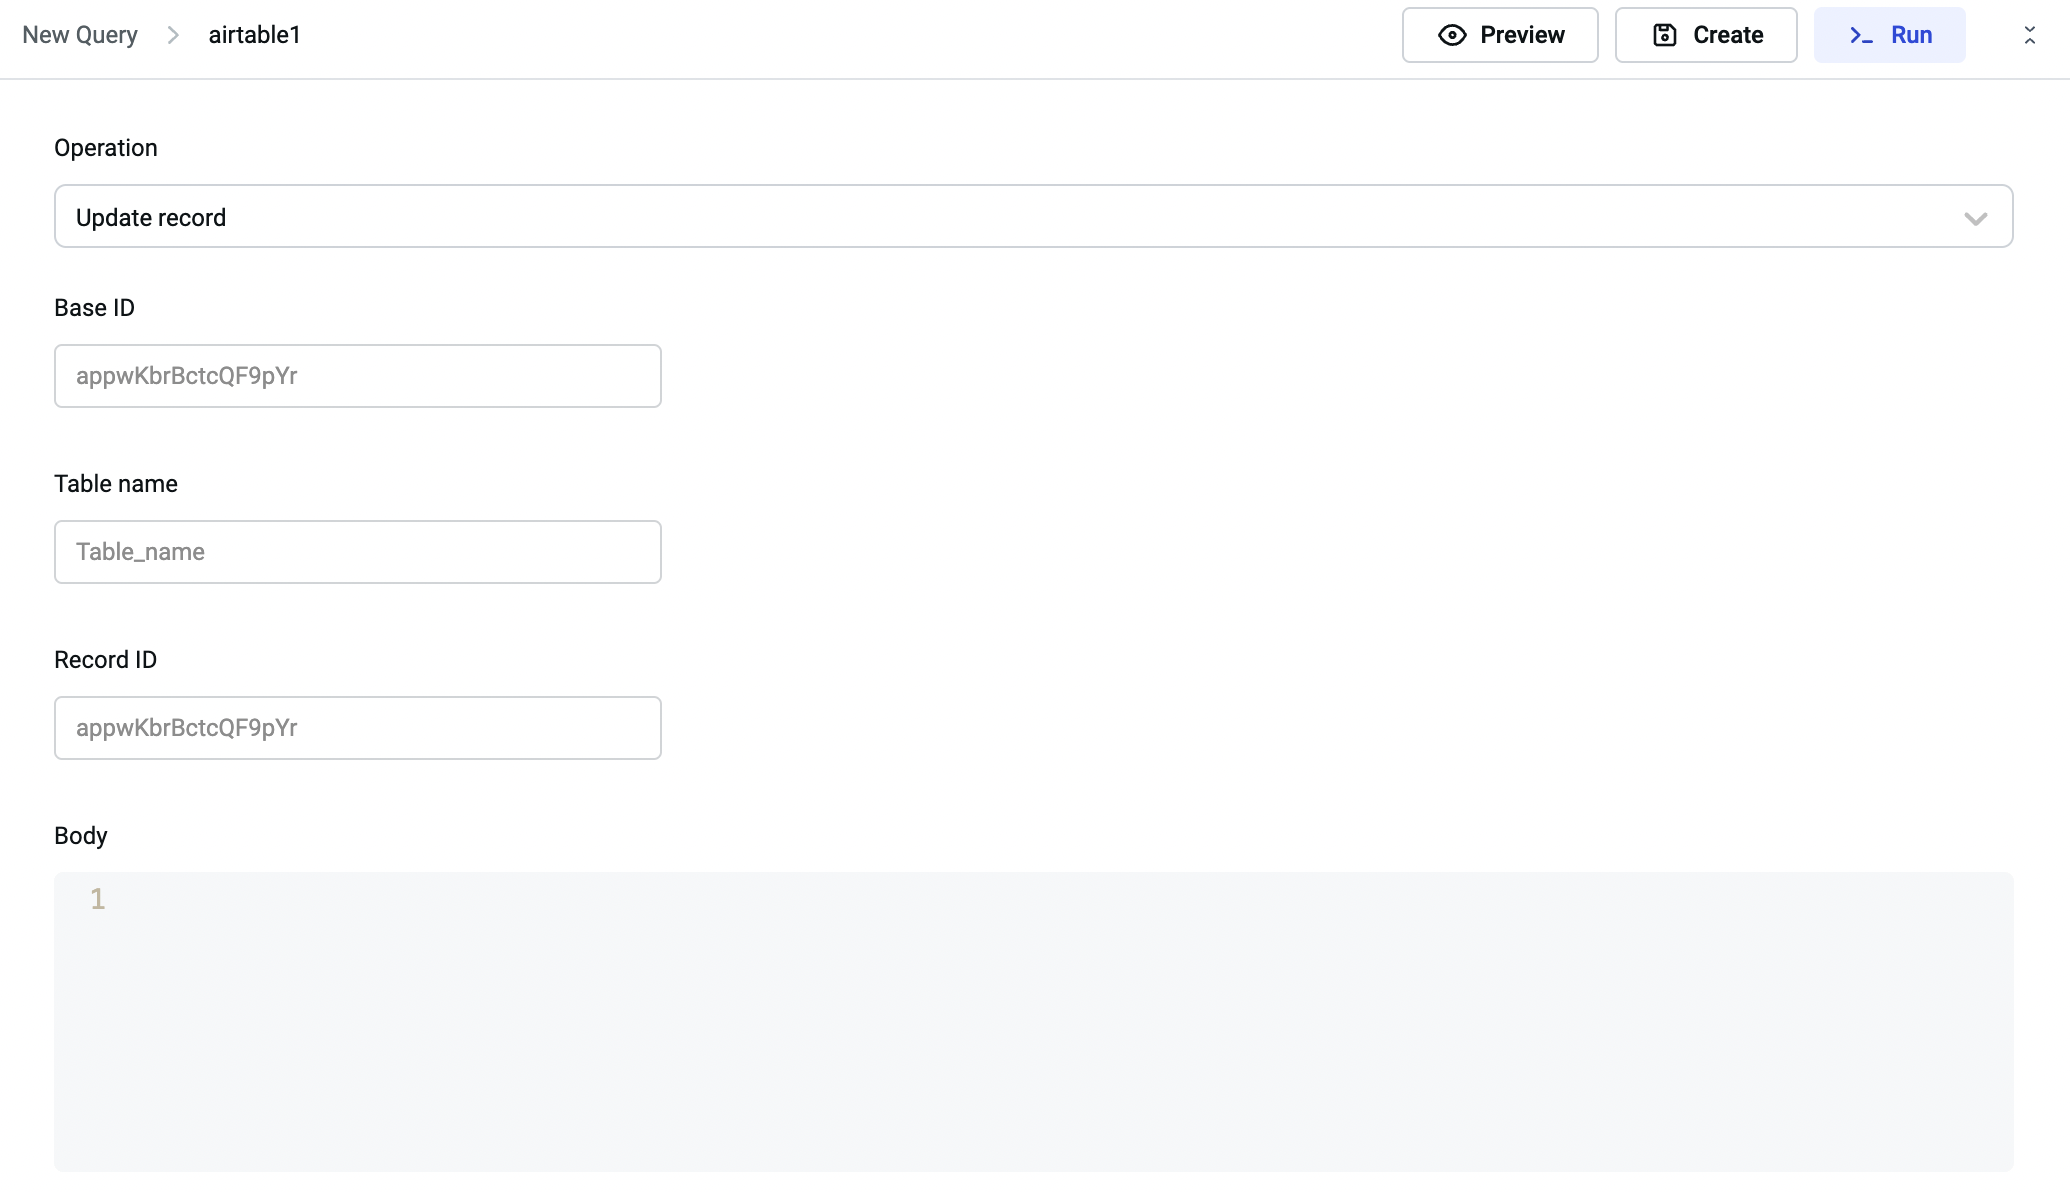 New Query > airtable1 Preview Create >_ Run
Operation
Update record
Base ID
appwKbrBctcQF9pYr
Table name
Table_name
Record ID
appwKbrBctcQF9pYr
Body
1